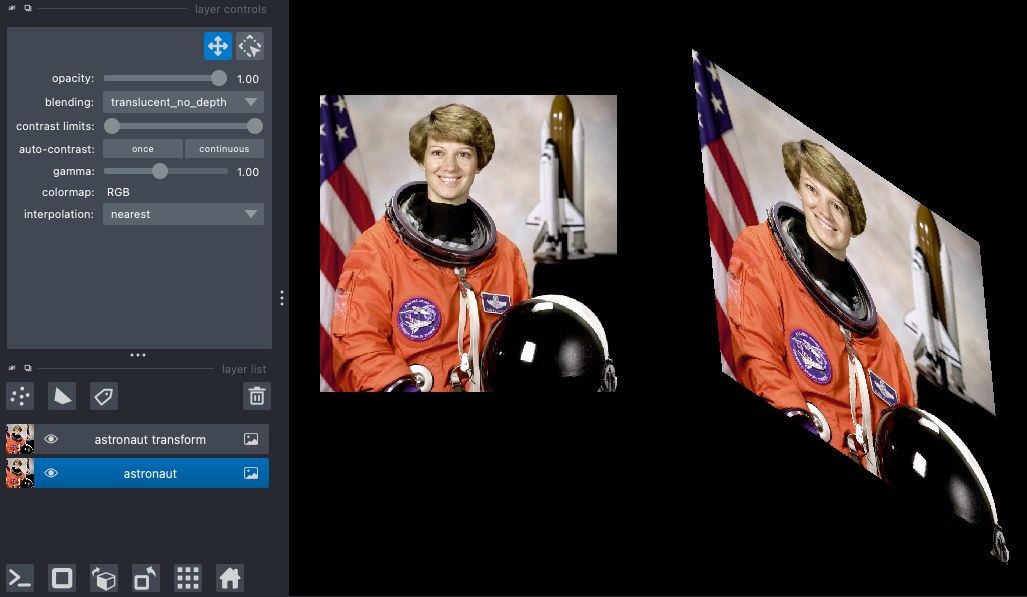 layer controls
opacity: 1.00
blending: translucent_no_depth
contrast limits:
auto-contrast: once continuous
gamma: 1.00
colormap: RGB
interpolation: nearest
layer list
astronaut transform
astronaut